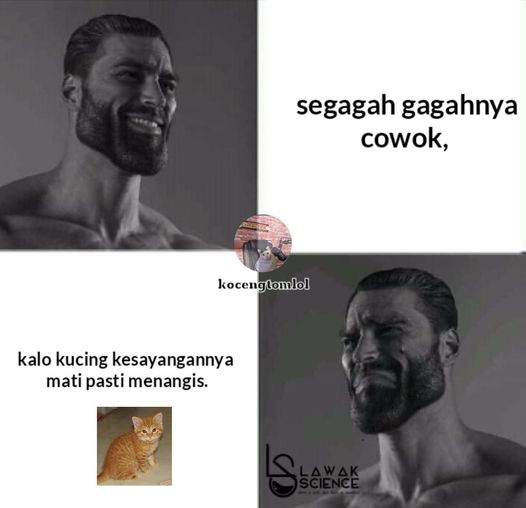 segagah gagahnya
cowok,
kocengtomlol
kalo kucing kesayangannya
mati pasti menangis.
LAWAK
SCIENCE